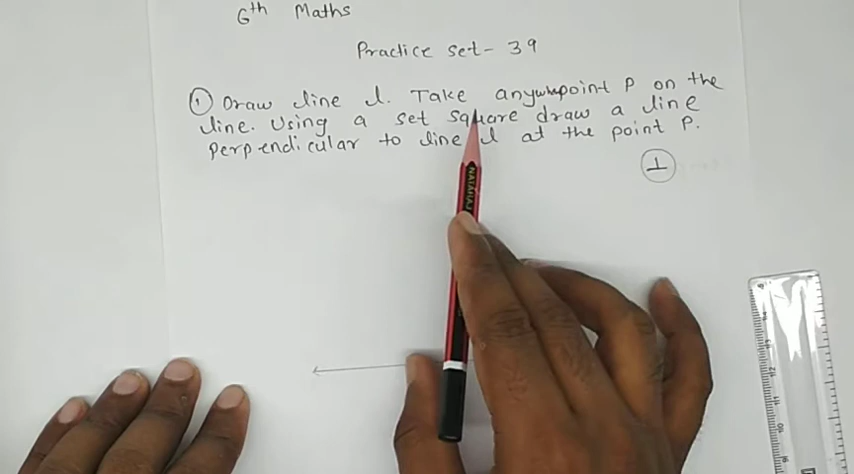 6th Maths
Practice set - 39
① Draw line l. Take any point P on the
line. Using a set square draw a line
perpendicular to line l at the point P.
⊥
NATARAJ